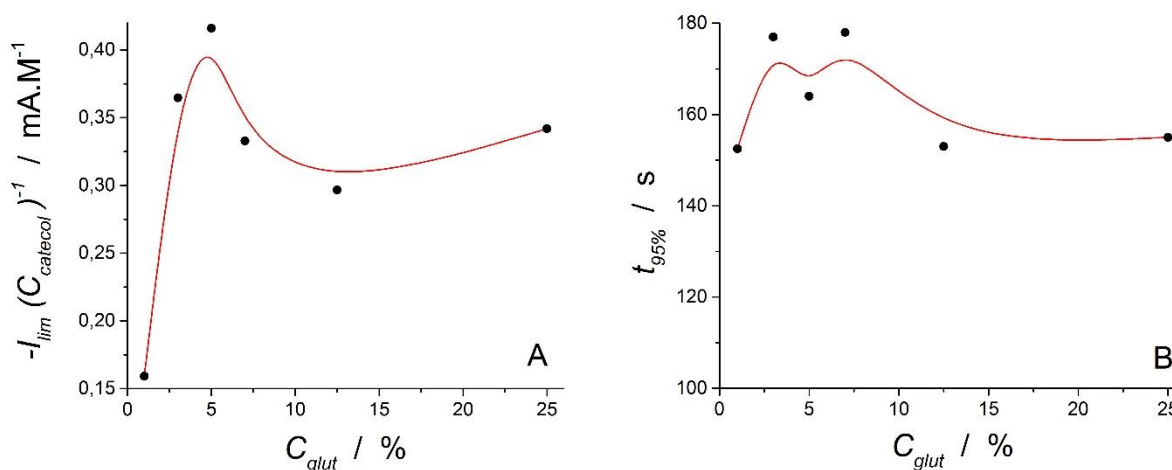 -I_lim (C_catecol)⁻¹ / mA.M⁻¹
0,40
0,35
0,30
0,25
0,20
0,15
0 5 10 15 20 25
C_glut / %
A
t_95% / s
180
160
140
120
100
0 5 10 15 20 25
C_glut / %
B